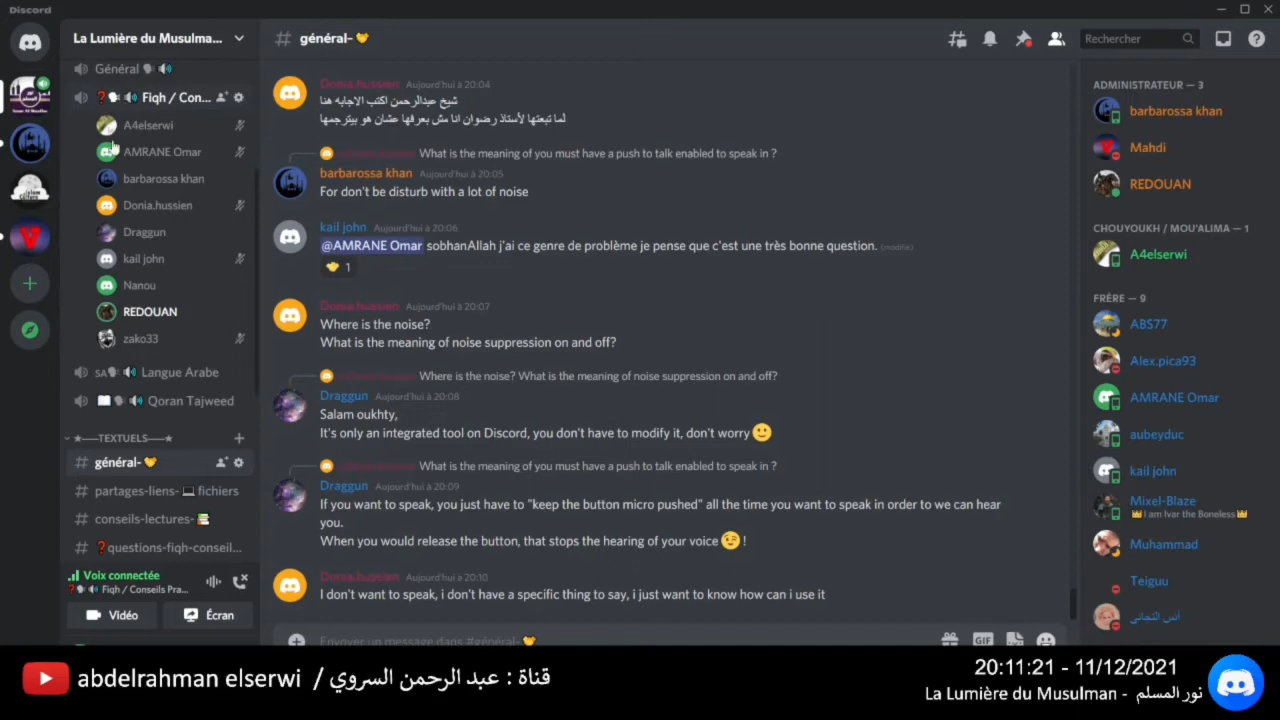 Discord
La Lumière du Musulma...
Général
Fiqh / Con...
A4elserwi
AMRANE Omar
barbarossa khan
Donia.hussien
Draggun
kail john
Nanou
REDOUAN
zako33
SA Langue Arabe
Qoran Tajweed
TEXTUELS
général-
partages-liens- fichiers
conseils-lectures-
questions-fiqh-conseil...
Voix connectée
Fiqh / Conseils Pra...
Vidéo
Écran
général-
Rechercher
Donia.hussien Aujourd'hui à 20:04
شيخ عبدالرحمن اكتب الاجابه هنا
لما تبعتها لأستاذ رضوان انا مش بعرفها عشان هو بيترجمها
What is the meaning of you must have a push to talk enabled to speak in ?
barbarossa khan Aujourd'hui à 20:05
For don't be disturb with a lot of noise
kail john Aujourd'hui à 20:06
@AMRANE Omar sobhanAllah j'ai ce genre de problème je pense que c'est une très bonne question. (modifié)
1
Donia.hussien Aujourd'hui à 20:07
Where is the noise?
What is the meaning of noise suppression on and off?
Where is the noise? What is the meaning of noise suppression on and off?
Draggun Aujourd'hui à 20:08
Salam oukhty,
It's only an integrated tool on Discord, you don't have to modify it, don't worry
What is the meaning of you must have a push to talk enabled to speak in ?
Draggun Aujourd'hui à 20:09
If you want to speak, you just have to "keep the button micro pushed" all the time you want to speak in order to we can hear
you.
When you would release the button, that stops the hearing of your voice !
Donia.hussien Aujourd'hui à 20:10
I don't want to speak, i don't have a specific thing to say, i just want to know how can i use it
Envoyer un message dans #général-
GIF
ADMINISTRATEUR — 3
barbarossa khan
Mahdi
REDOUAN
CHOUYOUKH / MOU'ALIMA — 1
A4elserwi
FRÈRE — 9
ABS77
Alex.pica93
AMRANE Omar
aubeyduc
kail john
Mixel-Blaze
I am Ivar the Boneless
Muhammad
Teiguu
أنس التجاني
abdelrahman elserwi / قناة : عبد الرحمن السروي
20:11:21 - 11/12/2021
La Lumière du Musulman - نور المسلم